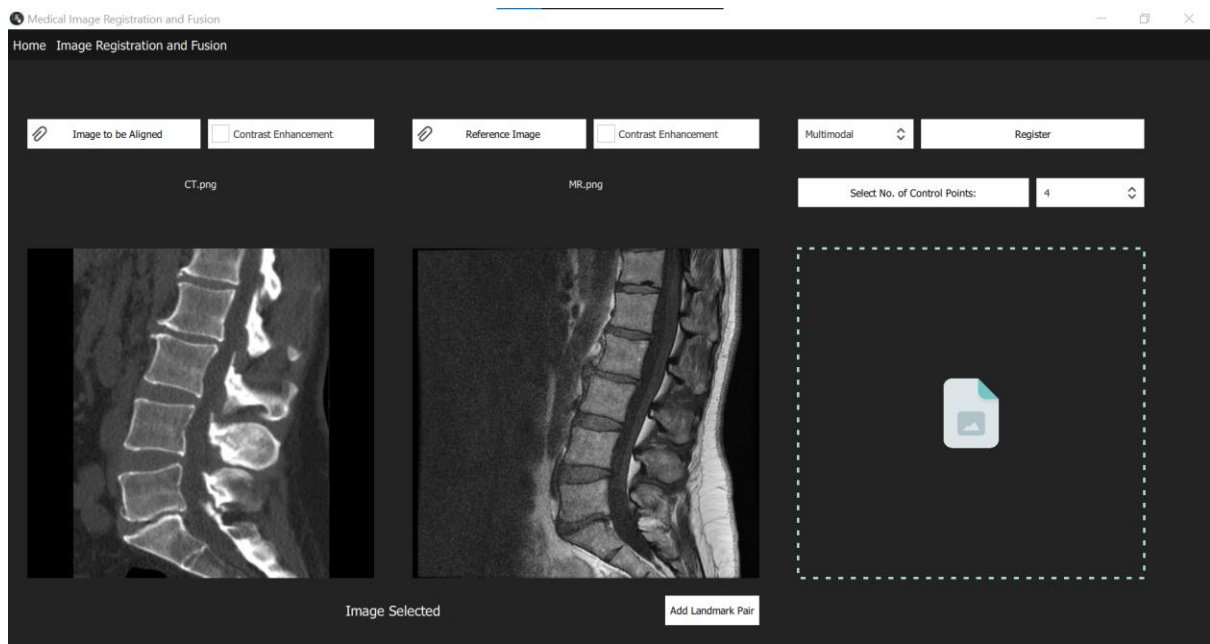 Medical Image Registration and Fusion
Home Image Registration and Fusion
Image to be Aligned
Contrast Enhancement
Reference Image
Contrast Enhancement
Multimodal
Register
CT.png
MR.png
Select No. of Control Points:
4
Image Selected
Add Landmark Pair